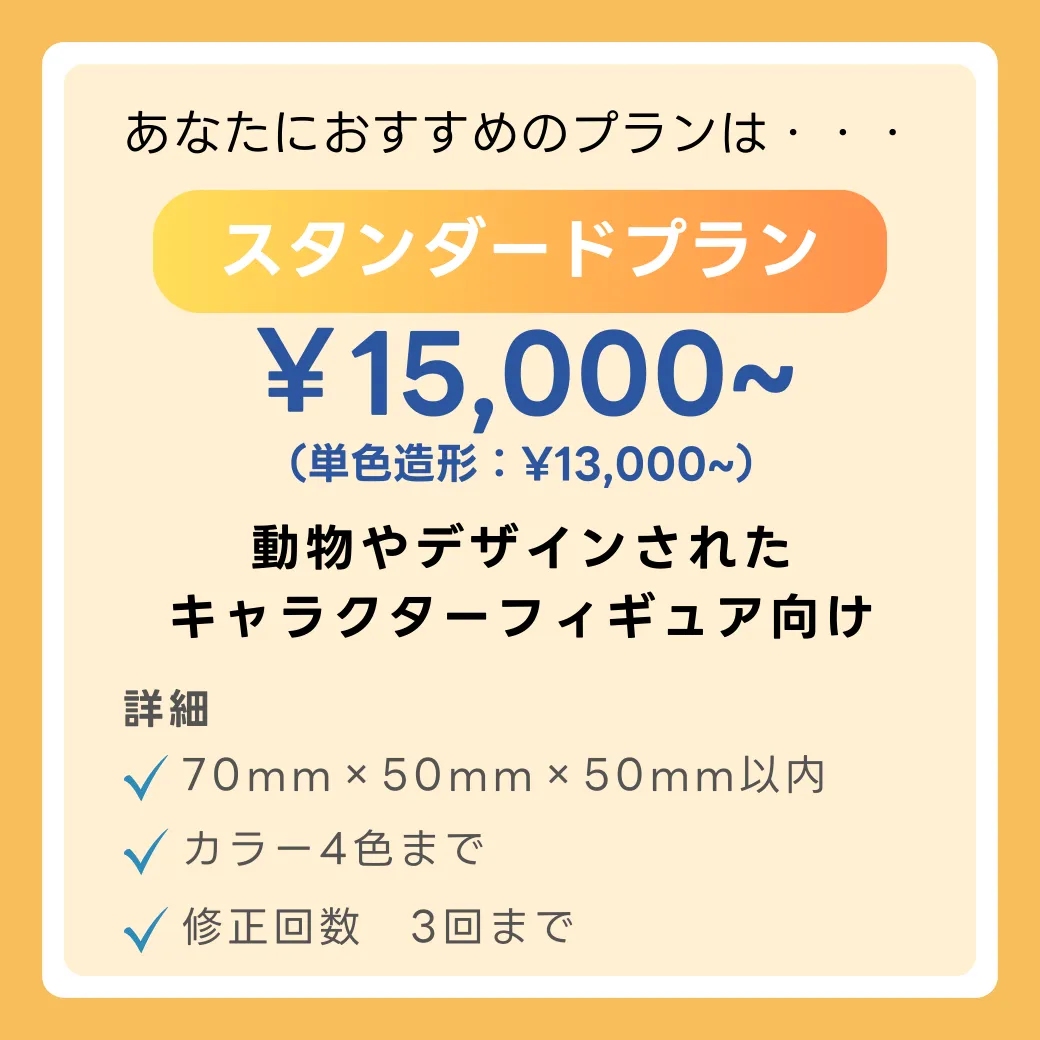 あなたにおすすめのプランは・・・
スタンダードプラン
￥15,000~
（単色造形：¥13,000~）
動物やデザインされた
キャラクターフィギュア向け
詳細
70mm×50mm×50mm以内
カラー4色まで
修正回数　3回まで